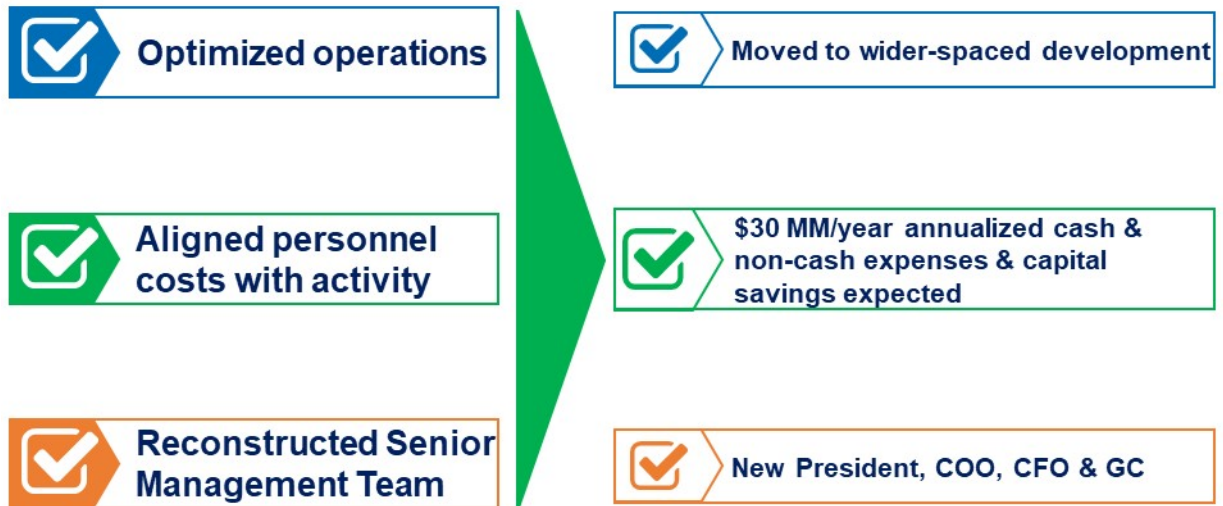 Optimized operations
Moved to wider-spaced development
Aligned personnel
costs with activity
$30 MM/year annualized cash &
non-cash expenses & capital
savings expected
Reconstructed Senior
Management Team
New President, COO, CFO & GC